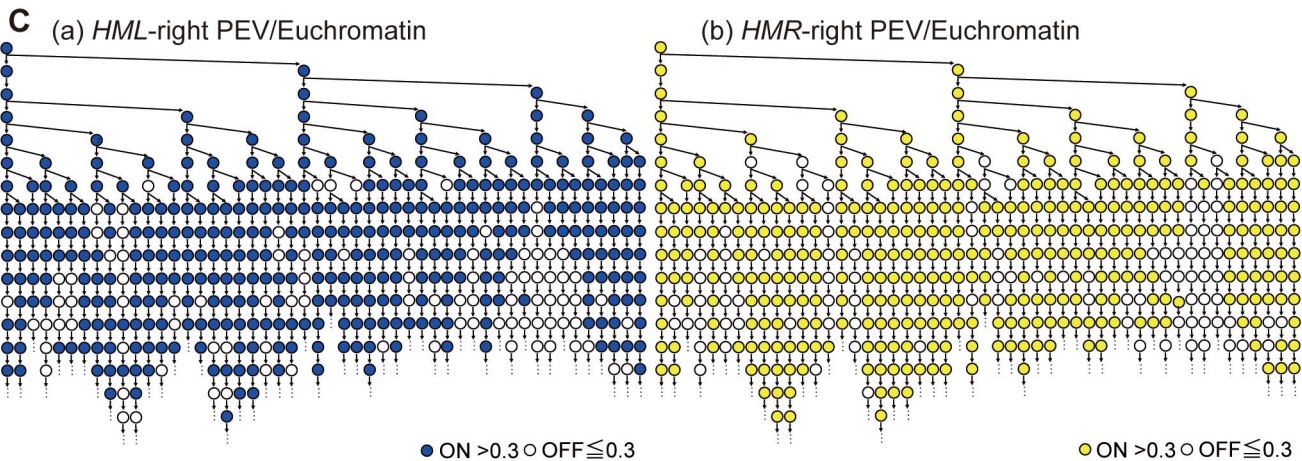 C
(a) HML-right PEV/Euchromatin
(b) HMR-right PEV/Euchromatin
ON >0.3 OFF≦0.3
ON >0.3 OFF≦0.3